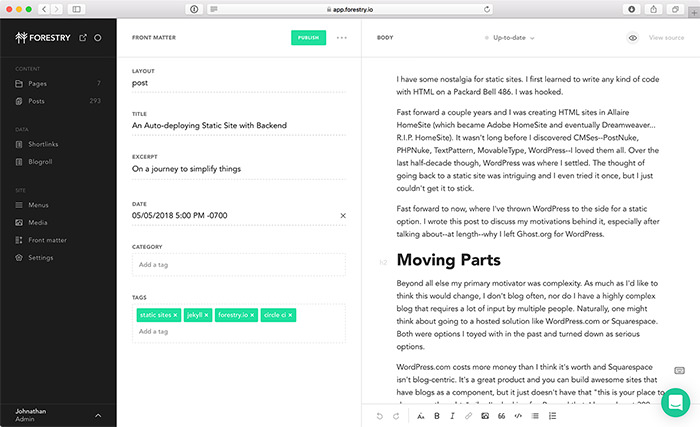 app.forestry.io
FORESTRY
CONTENT
Pages 7
Posts 293
DATA
Shortlinks
Blogroll
SITE
Menus
Media
Front matter
Settings
Johnathan
Admin
FRONT MATTER
PUBLISH
LAYOUT
post
TITLE
An Auto-deploying Static Site with Backend
EXCERPT
On a journey to simplify things
DATE
05/05/2018 5:00 PM -0700
CATEGORY
Add a tag
TAGS
static sites × jekyll × forestry.io × circle ci ×
Add a tag
BODY
Up-to-date
View source
I have some nostalgia for static sites. I first learned to write any kind of code
with HTML on a Packard Bell 486. I was hooked.
Fast forward a couple years and I was creating HTML sites in Allaire
HomeSite (which became Adobe HomeSite and eventually Dreamweaver...
R.I.P. HomeSite). It wasn't long before I discovered CMSes--PostNuke,
PHPNuke, TextPattern, MovableType, WordPress--I loved them all. Over the
last half-decade though, WordPress was where I settled. The thought of
going back to a static site was intriguing and I even tried it once, but I just
couldn't get it to stick.
Fast forward to now, where I've thrown WordPress to the side for a static
option. I wrote this post to discuss my motivations behind it, especially after
talking about--at length--why I left Ghost.org for WordPress.
H2
Moving Parts
Beyond all else my primary motivator was complexity. As much as I'd like to
think this would change, I don't blog often, nor do I have a highly complex
blog that requires a lot of input by multiple people. Naturally, one might
think about going to a hosted solution like WordPress.com or Squarespace.
Both were options I toyed with in the past and turned down as serious
options.
WordPress.com costs more money than I think it's worth and Squarespace
isn't blog-centric. It's a great product and you can build awesome sites that
have blogs as a component, but it just doesn't have that "this is your place to
B I 66